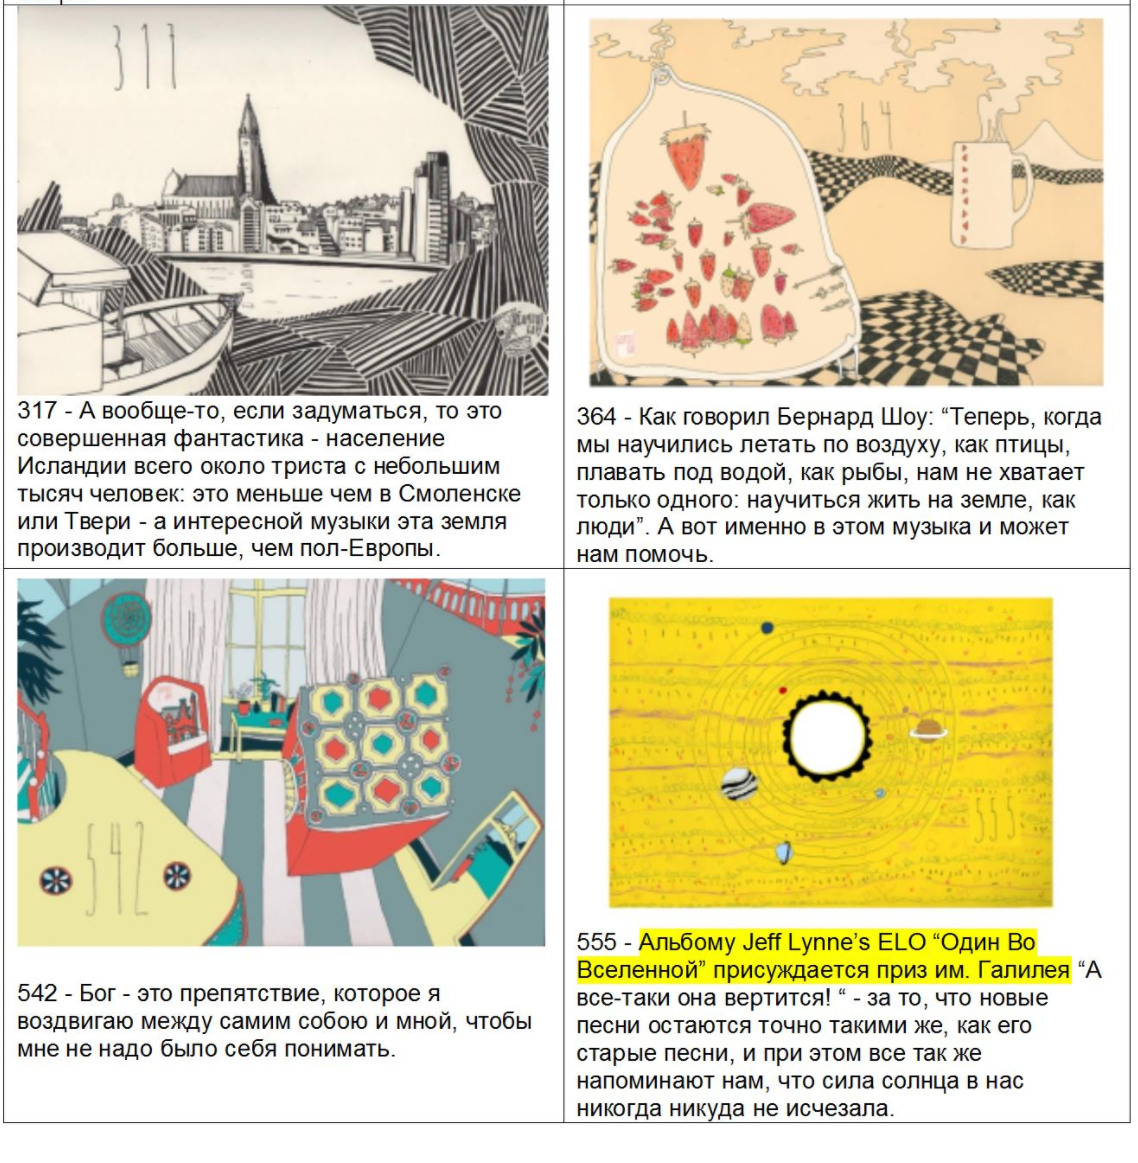 317
364
317 - А вообще-то, если задуматься, то это
совершенная фантастика - население
Исландии всего около триста с небольшим
тысяч человек: это меньше чем в Смоленске
или Твери - а интересной музыки эта земля
производит больше, чем пол-Европы.
364 - Как говорил Бернард Шоу: “Теперь, когда
мы научились летать по воздуху, как птицы,
плавать под водой, как рыбы, нам не хватает
только одного: научиться жить на земле, как
люди”. А вот именно в этом музыка и может
нам помочь.
542
555
542 - Бог - это препятствие, которое я
воздвигаю между самим собою и мной, чтобы
мне не надо было себя понимать.
555 - Альбому Jeff Lynne’s ELO “Один Во
Вселенной” присуждается приз им. Галилея “А
все-таки она вертится! “ - за то, что новые
песни остаются точно такими же, как его
старые песни, и при этом все так же
напоминают нам, что сила солнца в нас
никогда никуда не исчезала.